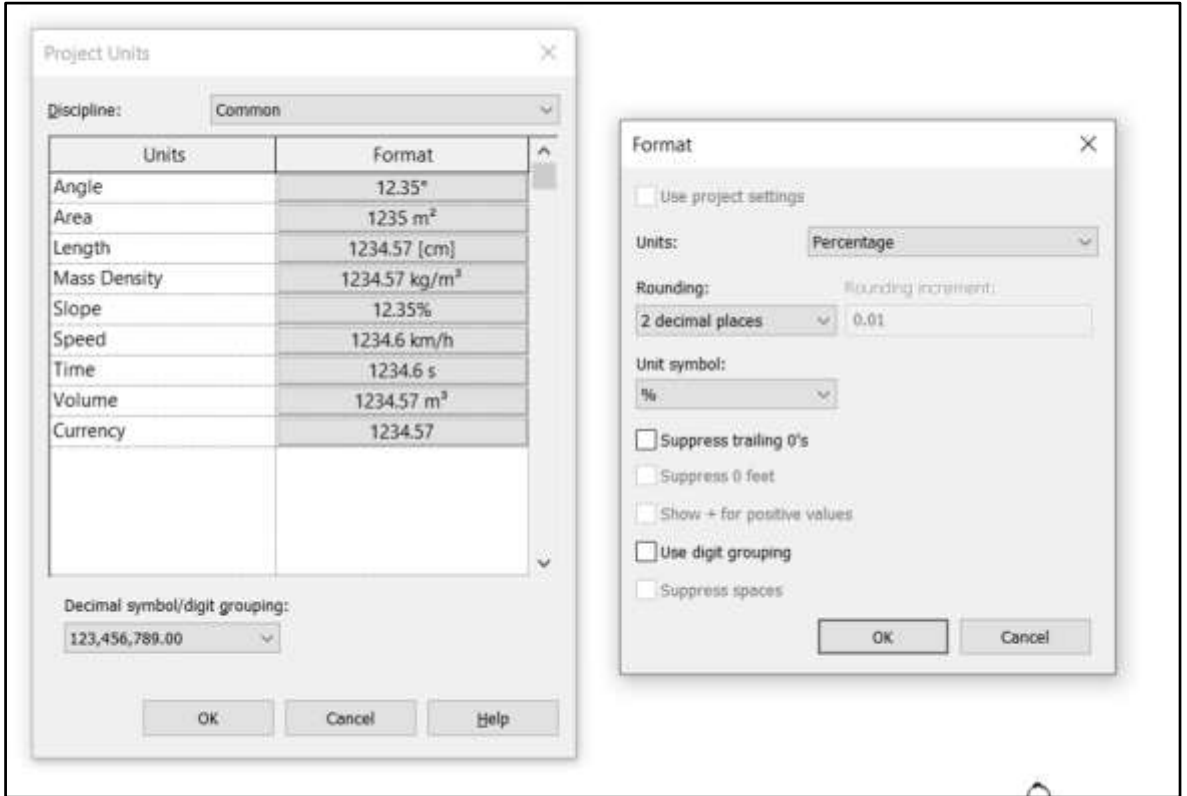 Project Units
Discipline: Common
Units Format
Angle 12.35°
Area 1235 m²
Length 1234.57 [cm]
Mass Density 1234.57 kg/m³
Slope 12.35%
Speed 1234.6 km/h
Time 1234.6 s
Volume 1234.57 m³
Currency 1234.57
Decimal symbol/digit grouping:
123,456,789.00
OK Cancel Help
Format
Use project settings
Units: Percentage
Rounding: Rounding increment:
2 decimal places 0.01
Unit symbol:
%
Suppress trailing 0's
Suppress 0 feet
Show + for positive values
Use digit grouping
Suppress spaces
OK Cancel